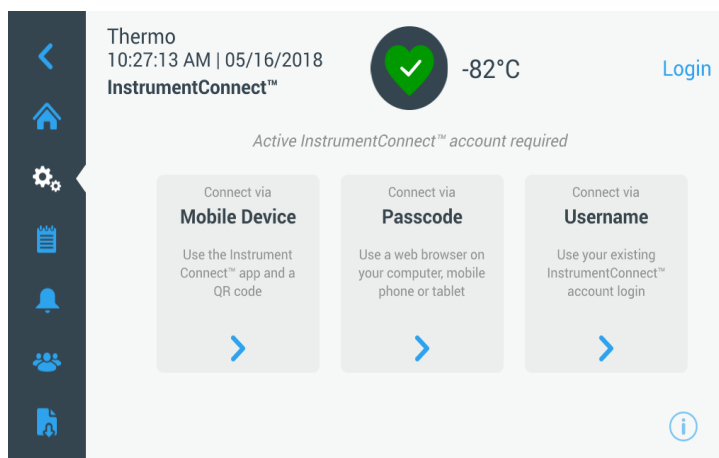 Thermo
10:27:13 AM | 05/16/2018
InstrumentConnect™
-82°C
Login
Active InstrumentConnect™ account required
Connect via
Mobile Device
Use the Instrument
Connect™ app and a
QR code
Connect via
Passcode
Use a web browser on
your computer, mobile
phone or tablet
Connect via
Username
Use your existing
InstrumentConnect™
account login